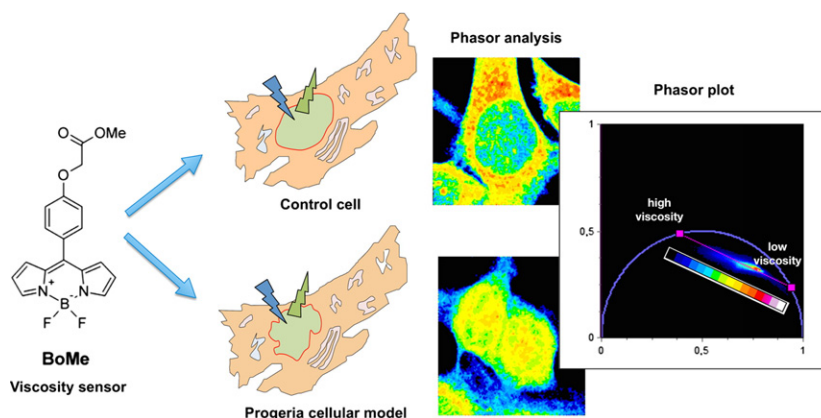 Phasor analysis
Phasor plot
OMe
O
O
N
+
N
B
-
F
F
BoMe
Viscosity sensor
Control cell
Progeria cellular model
high
viscosity
low
viscosity
1
0,5
0
0
0,5
1